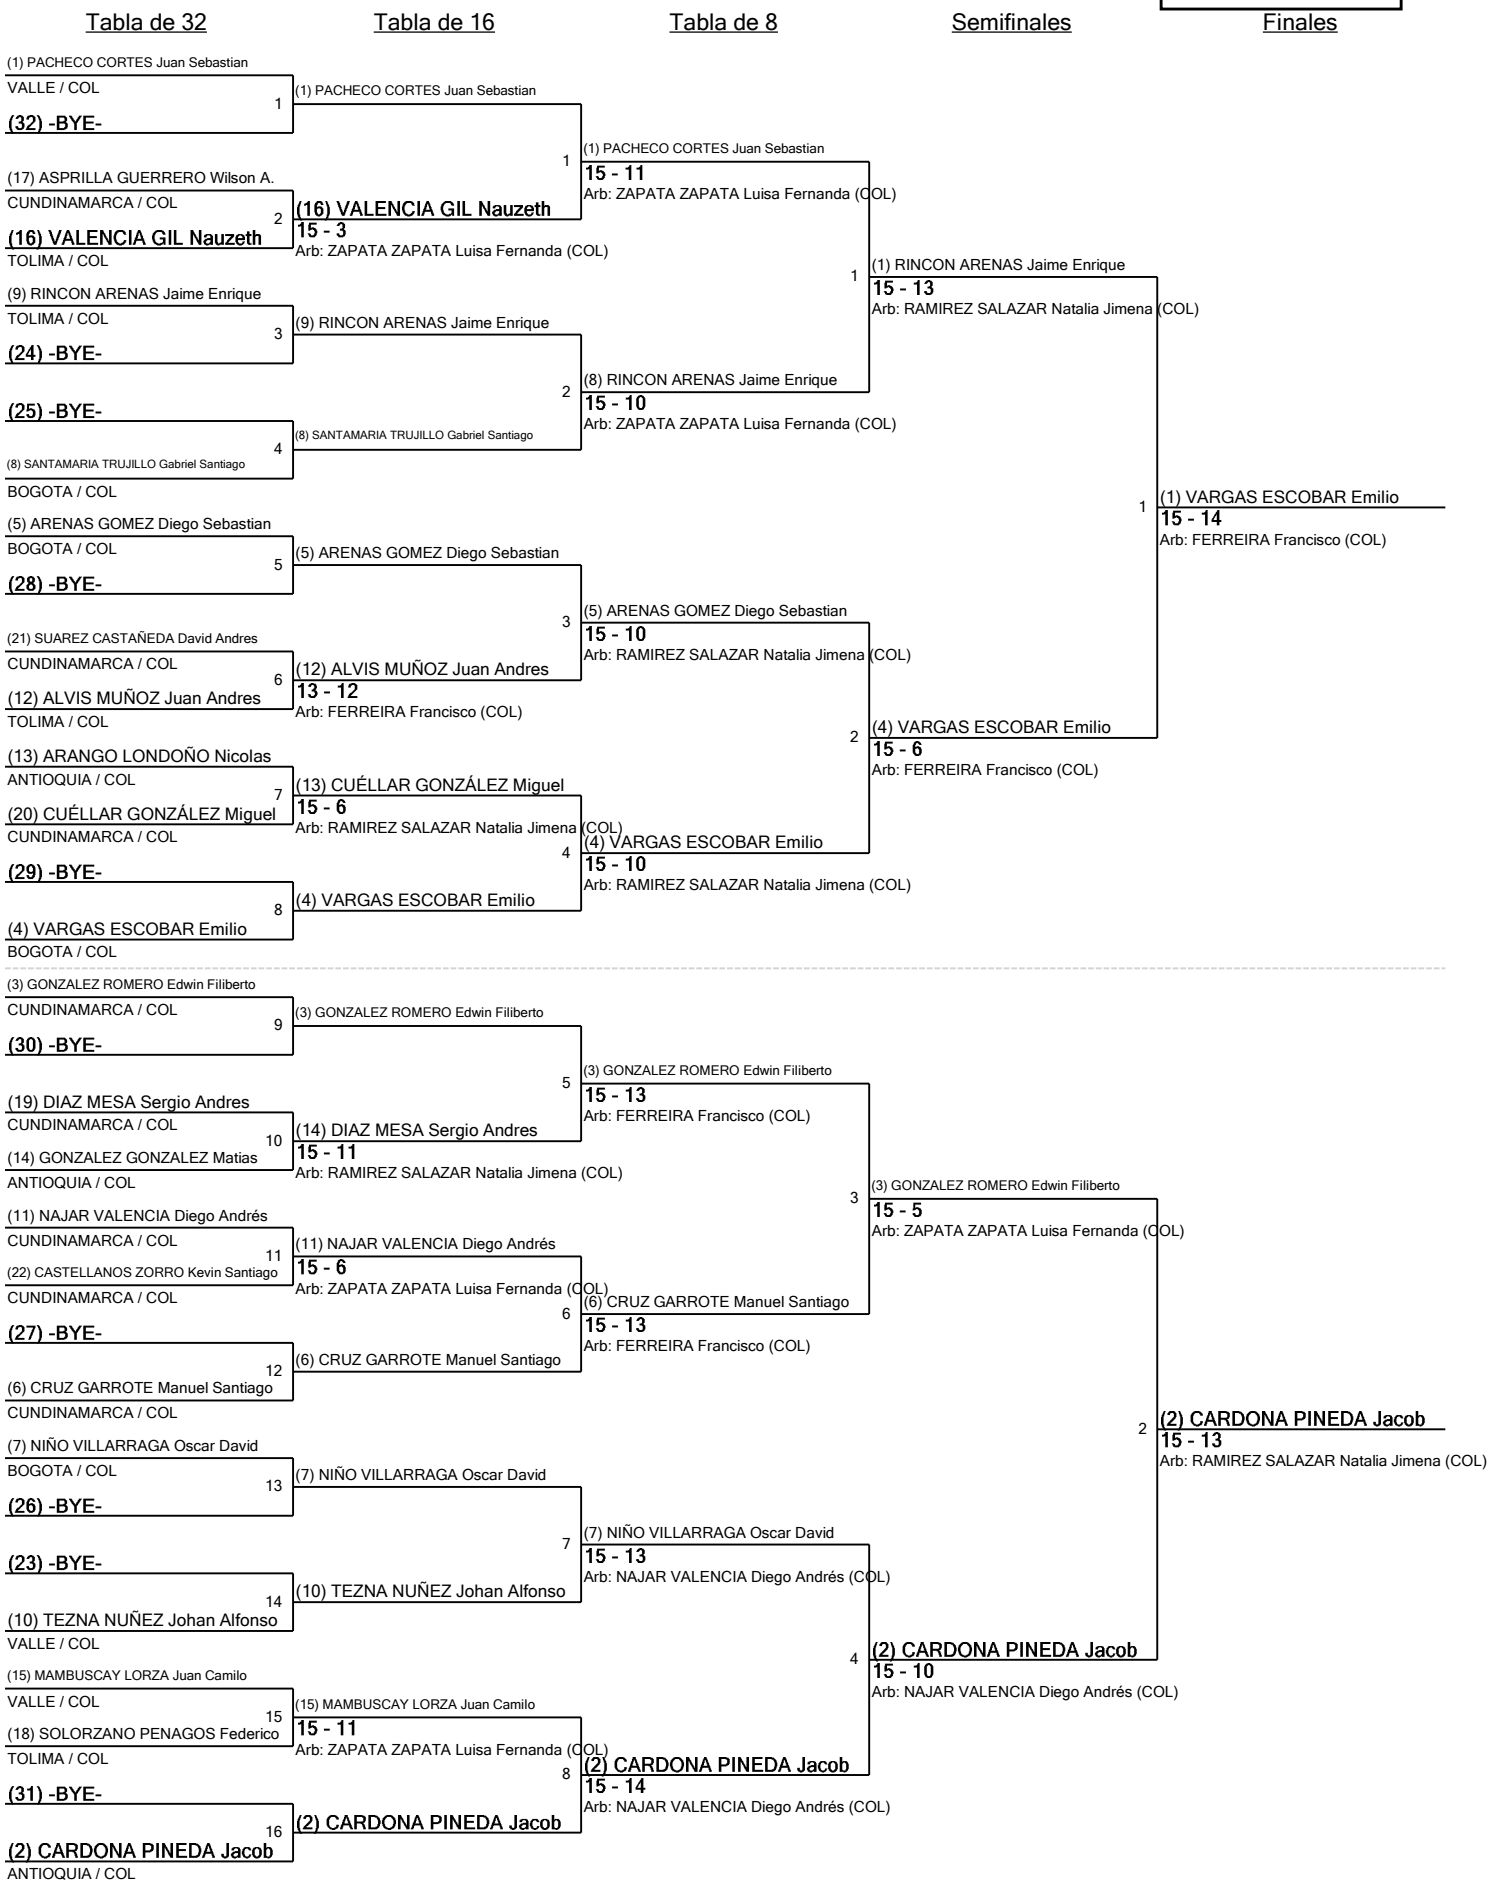 Tabla de 32
Tabla de 16
Tabla de 8
Semifinales
Finales
(1) PACHECO CORTES Juan Sebastian
VALLE / COL
1
(32) -BYE-
(17) ASPRILLA GUERRERO Wilson A.
CUNDINAMARCA / COL
2
(16) VALENCIA GIL Nauzeth
TOLIMA / COL
(9) RINCON ARENAS Jaime Enrique
TOLIMA / COL
3
(24) -BYE-
(25) -BYE-
4
(8) SANTAMARIA TRUJILLO Gabriel Santiago
BOGOTA / COL
(5) ARENAS GOMEZ Diego Sebastian
BOGOTA / COL
5
(28) -BYE-
(21) SUAREZ CASTAÑEDA David Andres
CUNDINAMARCA / COL
6
(12) ALVIS MUÑOZ Juan Andres
TOLIMA / COL
(13) ARANGO LONDOÑO Nicolas
ANTIOQUIA / COL
7
(20) CUÉLLAR GONZÁLEZ Miguel
CUNDINAMARCA / COL
(29) -BYE-
8
(4) VARGAS ESCOBAR Emilio
BOGOTA / COL
(3) GONZALEZ ROMERO Edwin Filiberto
CUNDINAMARCA / COL
9
(30) -BYE-
(19) DIAZ MESA Sergio Andres
CUNDINAMARCA / COL
10
(14) GONZALEZ GONZALEZ Matias
ANTIOQUIA / COL
(11) NAJAR VALENCIA Diego Andrés
CUNDINAMARCA / COL
11
(22) CASTELLANOS ZORRO Kevin Santiago
CUNDINAMARCA / COL
(27) -BYE-
12
(6) CRUZ GARROTE Manuel Santiago
CUNDINAMARCA / COL
(7) NIÑO VILLARRAGA Oscar David
BOGOTA / COL
13
(26) -BYE-
(23) -BYE-
14
(10) TEZNA NUÑEZ Johan Alfonso
VALLE / COL
(15) MAMBUSCAY LORZA Juan Camilo
VALLE / COL
15
(18) SOLORZANO PENAGOS Federico
TOLIMA / COL
(31) -BYE-
16
(2) CARDONA PINEDA Jacob
ANTIOQUIA / COL
(1) PACHECO CORTES Juan Sebastian
1
(16) VALENCIA GIL Nauzeth
15 - 3
Arb: ZAPATA ZAPATA Luisa Fernanda (COL)
(9) RINCON ARENAS Jaime Enrique
2
(8) SANTAMARIA TRUJILLO Gabriel Santiago
(5) ARENAS GOMEZ Diego Sebastian
3
(12) ALVIS MUÑOZ Juan Andres
13 - 12
Arb: FERREIRA Francisco (COL)
(13) CUÉLLAR GONZÁLEZ Miguel
15 - 6
Arb: RAMIREZ SALAZAR Natalia Jimena (COL)
4
(4) VARGAS ESCOBAR Emilio
(3) GONZALEZ ROMERO Edwin Filiberto
5
(14) DIAZ MESA Sergio Andres
15 - 11
Arb: RAMIREZ SALAZAR Natalia Jimena (COL)
(11) NAJAR VALENCIA Diego Andrés
15 - 6
Arb: ZAPATA ZAPATA Luisa Fernanda (COL)
6
(6) CRUZ GARROTE Manuel Santiago
(7) NIÑO VILLARRAGA Oscar David
7
(10) TEZNA NUÑEZ Johan Alfonso
(15) MAMBUSCAY LORZA Juan Camilo
15 - 11
Arb: ZAPATA ZAPATA Luisa Fernanda (COL)
8
(2) CARDONA PINEDA Jacob
(1) PACHECO CORTES Juan Sebastian
15 - 11
Arb: ZAPATA ZAPATA Luisa Fernanda (COL)
1
(8) RINCON ARENAS Jaime Enrique
15 - 10
Arb: ZAPATA ZAPATA Luisa Fernanda (COL)
(5) ARENAS GOMEZ Diego Sebastian
15 - 10
Arb: RAMIREZ SALAZAR Natalia Jimena (COL)
2
(4) VARGAS ESCOBAR Emilio
15 - 10
Arb: RAMIREZ SALAZAR Natalia Jimena (COL)
(3) GONZALEZ ROMERO Edwin Filiberto
15 - 13
Arb: FERREIRA Francisco (COL)
3
(6) CRUZ GARROTE Manuel Santiago
15 - 13
Arb: FERREIRA Francisco (COL)
(7) NIÑO VILLARRAGA Oscar David
15 - 13
Arb: NAJAR VALENCIA Diego Andrés (COL)
4
(2) CARDONA PINEDA Jacob
15 - 14
Arb: NAJAR VALENCIA Diego Andrés (COL)
(1) RINCON ARENAS Jaime Enrique
15 - 13
Arb: RAMIREZ SALAZAR Natalia Jimena (COL)
1
(4) VARGAS ESCOBAR Emilio
15 - 6
Arb: FERREIRA Francisco (COL)
(3) GONZALEZ ROMERO Edwin Filiberto
15 - 5
Arb: ZAPATA ZAPATA Luisa Fernanda (COL)
2
(2) CARDONA PINEDA Jacob
15 - 10
Arb: NAJAR VALENCIA Diego Andrés (COL)
(1) VARGAS ESCOBAR Emilio
15 - 14
Arb: FERREIRA Francisco (COL)
(2) CARDONA PINEDA Jacob
15 - 13
Arb: RAMIREZ SALAZAR Natalia Jimena (COL)